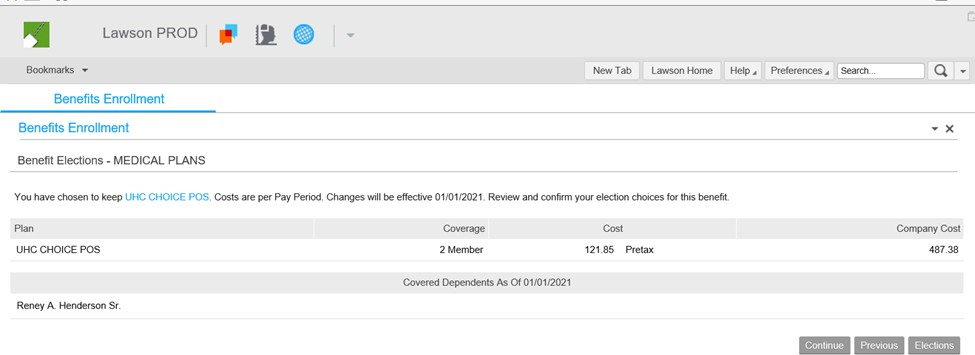 Lawson PROD
Bookmarks New Tab Lawson Home Help Preferences Search...
Benefits Enrollment
Benefits Enrollment
Benefit Elections - MEDICAL PLANS
You have chosen to keep UHC CHOICE POS. Costs are per Pay Period. Changes will be effective 01/01/2021. Review and confirm your election choices for this benefit.
Plan Coverage Cost Company Cost
UHC CHOICE POS 2 Member 121.85 Pretax 487.38
Covered Dependents As Of 01/01/2021
Reney A. Henderson Sr.
Continue Previous Elections